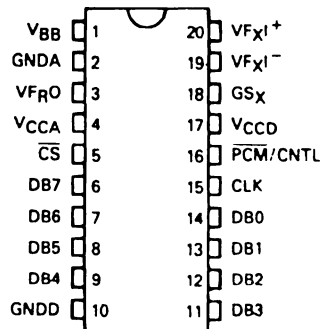 VBB 1 20 VFXI+
GNDA 2 19 VFXI−
VFRO 3 18 GSX
VCCA 4 17 VCCD
C̅S̅ 5 16 P̅C̅M̅/CNTL
DB7 6 15 CLK
DB6 7 14 DB0
DB5 8 13 DB1
DB4 9 12 DB2
GNDD 10 11 DB3